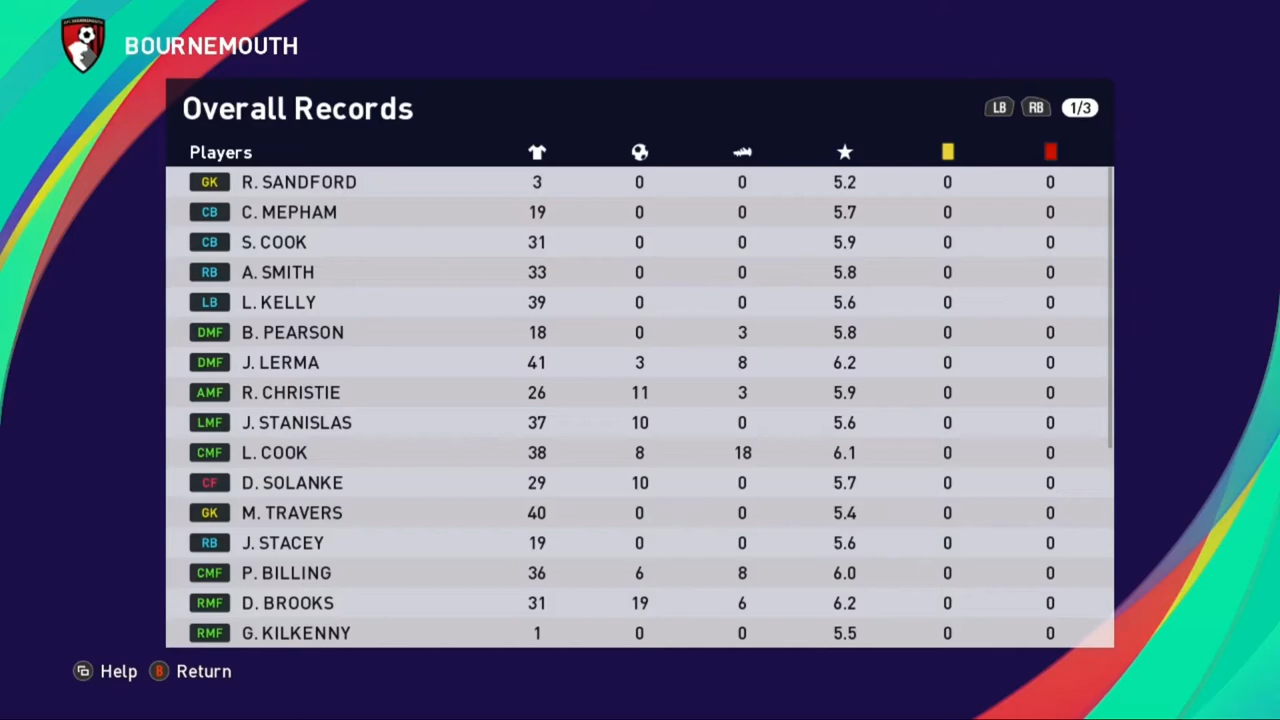 BOURNEMOUTH
Overall Records LB RB 1/3
Players
GK R. SANDFORD 3 0 0 5.2 0 0
CB C. MEPHAM 19 0 0 5.7 0 0
CB S. COOK 31 0 0 5.9 0 0
RB A. SMITH 33 0 0 5.8 0 0
LB L. KELLY 39 0 0 5.6 0 0
DMF B. PEARSON 18 0 3 5.8 0 0
DMF J. LERMA 41 3 8 6.2 0 0
AMF R. CHRISTIE 26 11 3 5.9 0 0
LMF J. STANISLAS 37 10 0 5.6 0 0
CMF L. COOK 38 8 18 6.1 0 0
CF D. SOLANKE 29 10 0 5.7 0 0
GK M. TRAVERS 40 0 0 5.4 0 0
RB J. STACEY 19 0 0 5.6 0 0
CMF P. BILLING 36 6 8 6.0 0 0
RMF D. BROOKS 31 19 6 6.2 0 0
RMF G. KILKENNY 1 0 0 5.5 0 0
Help B Return